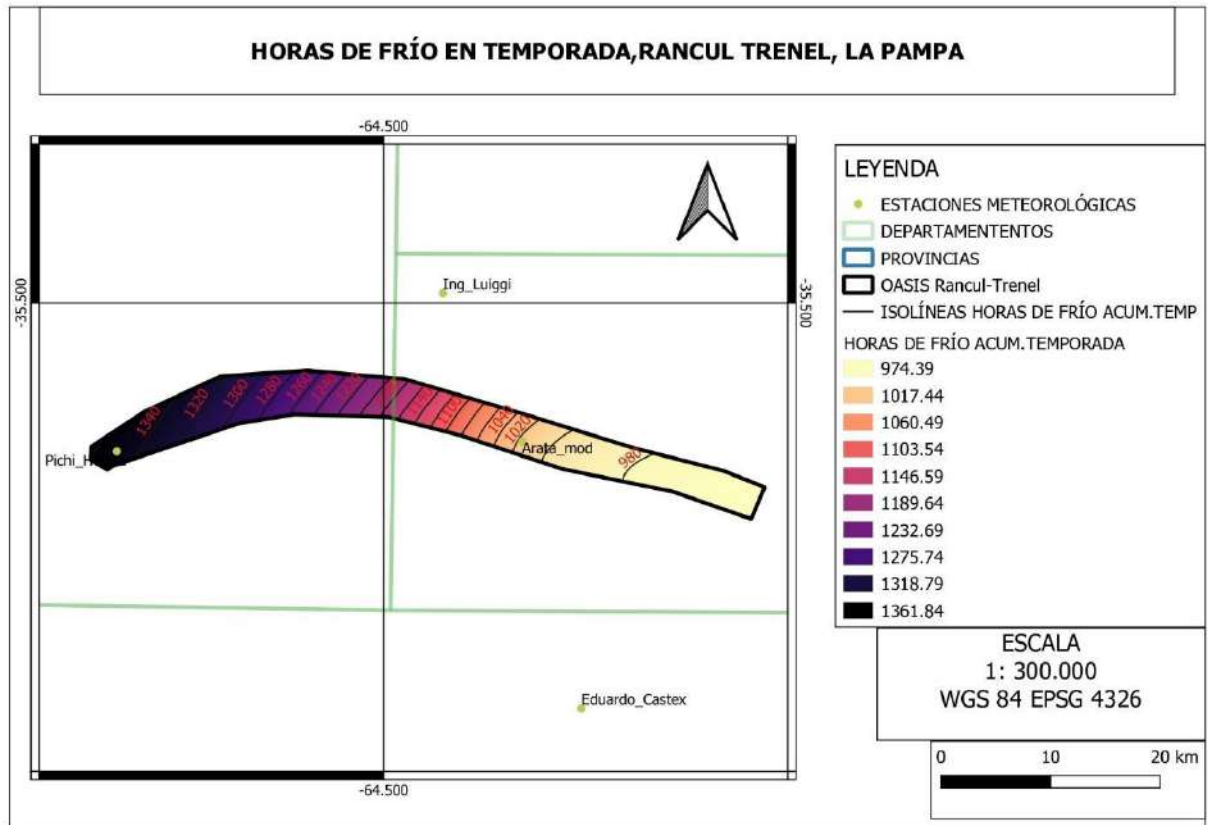 HORAS DE FRÍO EN TEMPORADA,RANCUL TRENEL, LA PAMPA
-64.500
-35.500
-35.500
Ing_Luiggi
1340
1320
1300
1280
1260
1240
1100
1040
1020
980
Pichi_H
Arata_mod
Eduardo_Castex
-64.500
LEYENDA
ESTACIONES METEOROLÓGICAS
DEPARTAMENTENTOS
PROVINCIAS
OASIS Rancul-Trenel
ISOLÍNEAS HORAS DE FRÍO ACUM.TEMP
HORAS DE FRÍO ACUM.TEMPORADA
974.39
1017.44
1060.49
1103.54
1146.59
1189.64
1232.69
1275.74
1318.79
1361.84
ESCALA
1: 300.000
WGS 84 EPSG 4326
0 10 20 km